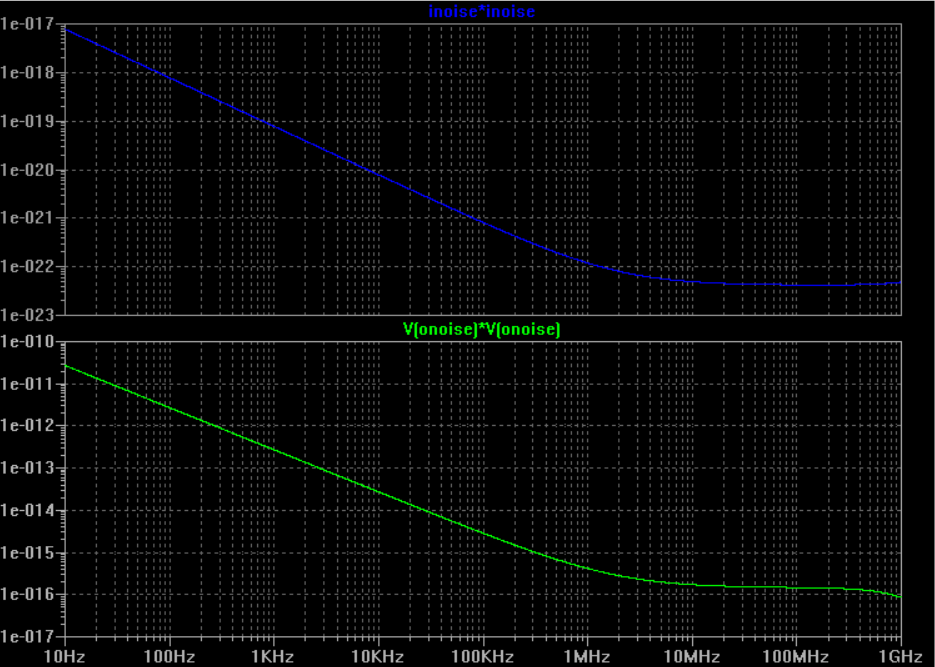 inoise*inoise
1e-017
1e-018
1e-019
1e-020
1e-021
1e-022
1e-023
V(onoise)*V(onoise)
1e-010
1e-011
1e-012
1e-013
1e-014
1e-015
1e-016
1e-017
10Hz 100Hz 1KHz 10KHz 100KHz 1MHz 10MHz 100MHz 1GHz